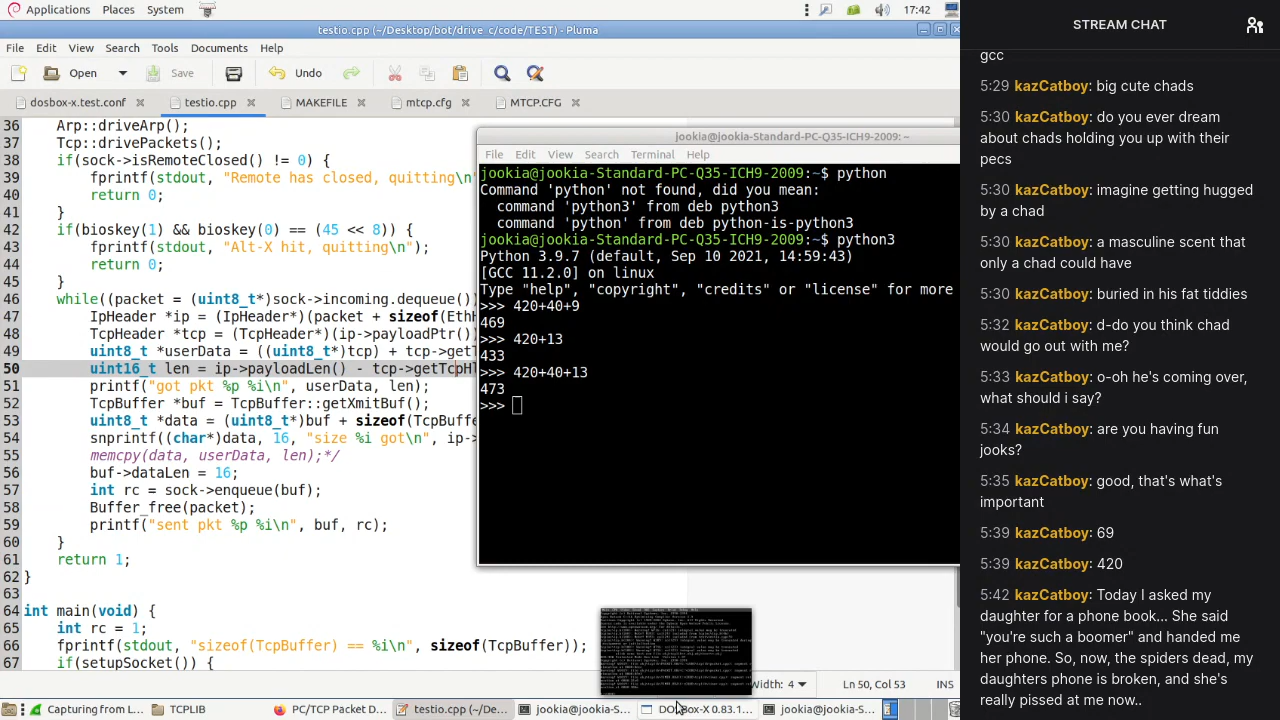 Applications Places System 17:42
testio.cpp (~/Desktop/bot/drive_c/code/TEST) - Pluma
File Edit View Search Tools Documents Help
Open Save Undo
dosbox-x.test.conf testio.cpp MAKEFILE mtcp.cfg MTCP.CFG
36 Arp::driveArp();
37 Tcp::drivePackets();
38 if(sock->isRemoteClosed() != 0) {
39 fprintf(stdout, "Remote has closed, quitting\n"
40 return 0;
41 }
42 if(bioskey(1) && bioskey(0) == (45 << 8)) {
43 fprintf(stdout, "Alt-X hit, quitting\n");
44 return 0;
45 }
46 while((packet = (uint8_t*)sock->incoming.dequeue())
47 IpHeader *ip = (IpHeader*)(packet + sizeof(Eth
48 TcpHeader *tcp = (TcpHeader*)(ip->payloadPtr()
49 uint8_t *userData = ((uint8_t*)tcp) + tcp->getT
50 uint16_t len = ip->payloadLen() - tcp->getTcpHl
51 printf("got pkt %p %i\n", userData, len);
52 TcpBuffer *buf = TcpBuffer::getXmitBuf();
53 uint8_t *data = (uint8_t*)buf + sizeof(TcpBuffe
54 snprintf((char*)data, 16, "size %i got\n", ip->
55 memcpy(data, userData, len);*/
56 buf->dataLen = 16;
57 int rc = sock->enqueue(buf);
58 Buffer_free(packet);
59 printf("sent pkt %p %i\n", buf, rc);
60 }
61 return 1;
62 }
63
64 int main(void) {
65 int rc = 1;
66 fprintf(stdout, "sizeof(TcpBuffer) == %i\n", sizeof(TcpBuffer));
67 if(SetupSocket())
jookia@jookia-Standard-PC-Q35-ICH9-2009: ~
File Edit View Search Terminal Help
jookia@jookia-Standard-PC-Q35-ICH9-2009:~$ python
Command 'python' not found, did you mean:
command 'python3' from deb python3
command 'python' from deb python-is-python3
jookia@jookia-Standard-PC-Q35-ICH9-2009:~$ python3
Python 3.9.7 (default, Sep 10 2021, 14:59:43)
[GCC 11.2.0] on linux
Type "help", "copyright", "credits" or "license" for more
>>> 420+40+9
469
>>> 420+13
433
>>> 420+40+13
473
>>>
Ln 50, Col 53 INS
Capturing from L... TCPLIB PC/TCP Packet D... testio.cpp (~/De... jookia@jookia-S... DOSBox-X 0.83.1... jookia@jookia-S...
STREAM CHAT
gcc
5:29 kazCatboy: big cute chads
5:30 kazCatboy: do you ever dream
about chads holding you up with their
pecs
5:30 kazCatboy: imagine getting hugged
by a chad
5:30 kazCatboy: a masculine scent that
only a chad could have
5:30 kazCatboy: buried in his fat tiddies
5:32 kazCatboy: d-do you think chad
would go out with me?
5:33 kazCatboy: o-oh he's coming over,
what should i say?
5:34 kazCatboy: are you having fun
jooks?
5:35 kazCatboy: good, that's what's
important
5:39 kazCatboy: 69
5:39 kazCatboy: 420
5:42 kazCatboy: Today I asked my
daughter for a phonebook... She said
"you're such a boomer" and handed me
her phone... So the spider's dead, my
daughter's phone is broken, and she's
really pissed at me now..